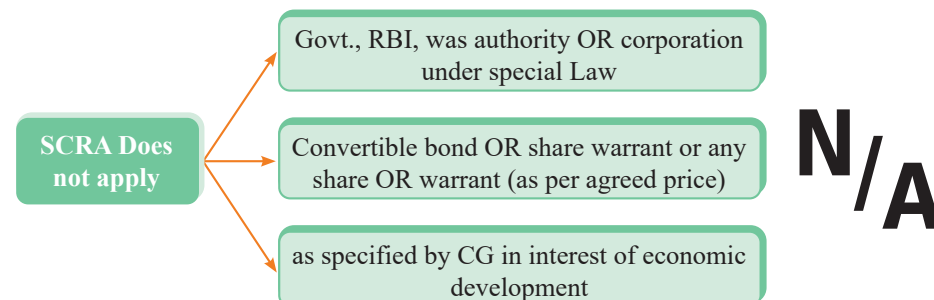 SCRA Does
not apply
Govt., RBI, was authority OR corporation
under special Law
Convertible bond OR share warrant or any
share OR warrant (as per agreed price)
as specified by CG in interest of economic
development
N/A